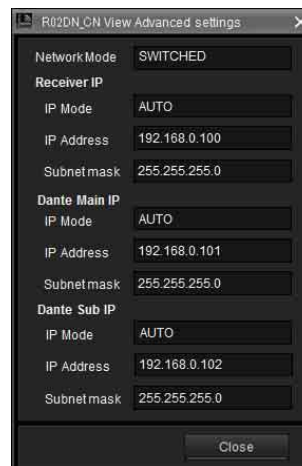 R02DN_CN View Advanced settings
Network Mode SWITCHED
Receiver IP
IP Mode AUTO
IP Address 192.168.0.100
Subnet mask 255.255.255.0
Dante Main IP
IP Mode AUTO
IP Address 192.168.0.101
Subnet mask 255.255.255.0
Dante Sub IP
IP Mode AUTO
IP Address 192.168.0.102
Subnet mask 255.255.255.0
Close